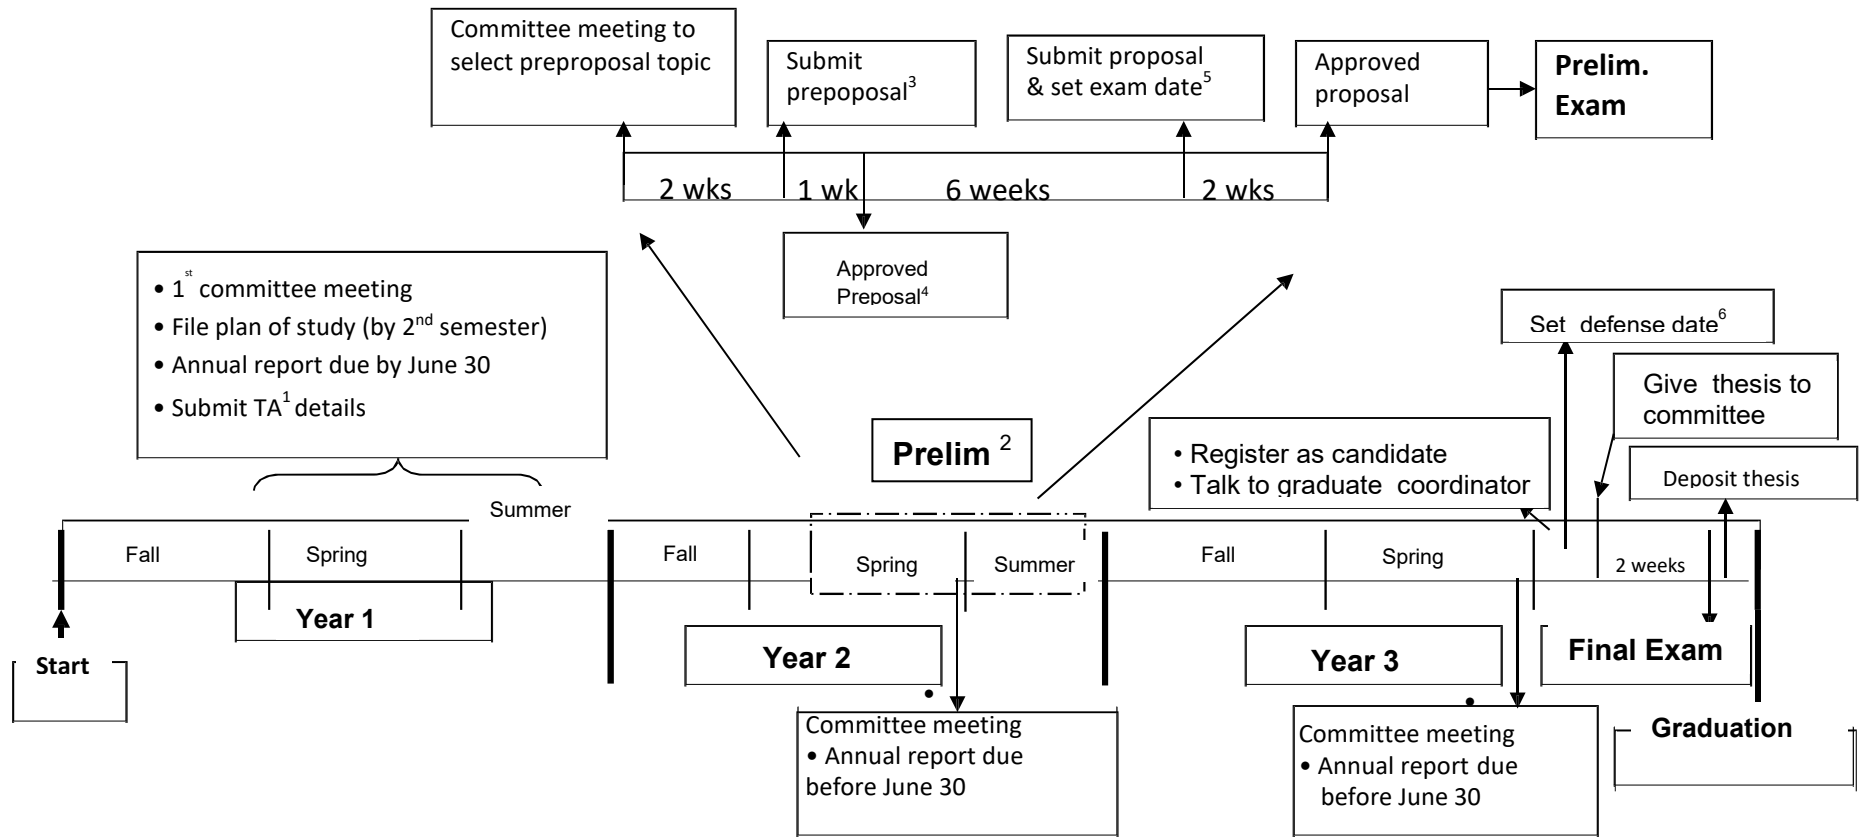 Committee meeting to
select preproposal topic
Submit
prepoposal³
Submit proposal
& set exam date⁵
Approved
proposal
Prelim.
Exam
2 wks
1 wk
6 weeks
2 wks
Approved
Preposal⁴
• 1st committee meeting
• File plan of study (by 2nd semester)
• Annual report due by June 30
• Submit TA¹ details
Prelim ²
• Register as candidate
• Talk to graduate coordinator
Set defense date⁶
Give thesis to
committee
Deposit thesis
Fall
Spring
Summer
Fall
Spring
Summer
Fall
Spring
2 weeks
Start
Year 1
Year 2
Year 3
Final Exam
Graduation
•
Committee meeting
• Annual report due
before June 30
•
Committee meeting
• Annual report due
before June 30